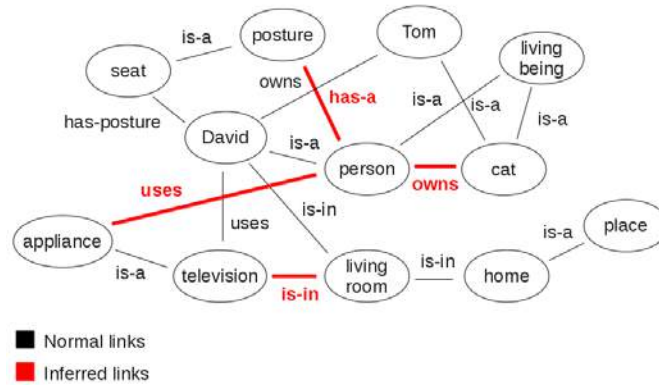 is-a
posture
Tom
living
being
seat
owns
has-a
is-a
is-a
is-a
has-posture
David
is-a
person
owns
cat
uses
uses
is-in
place
appliance
is-a
television
is-in
living
room
is-in
home
is-a
Normal links
Inferred links